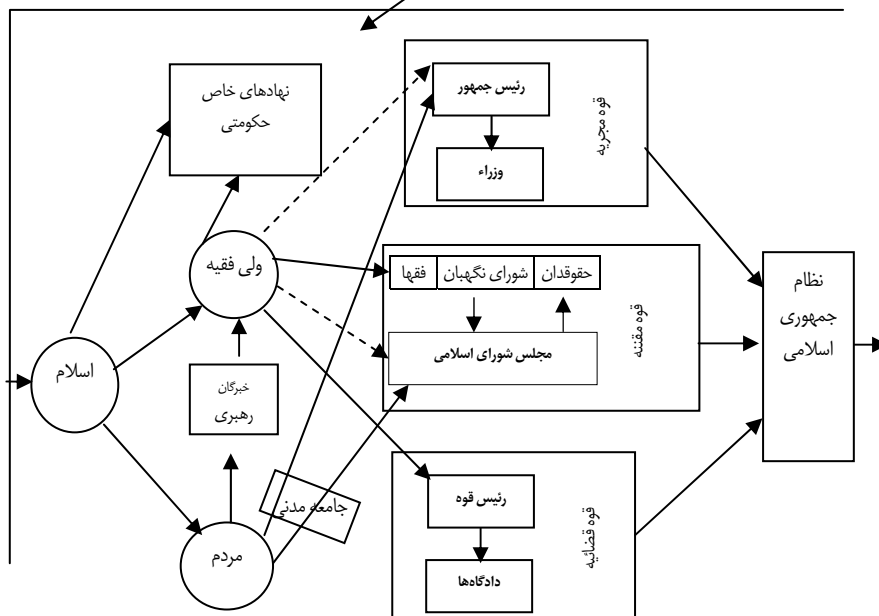 نهادهای خاص
حکومتی
رئیس جمهور
وزراء
قوه مجریه
ولی فقیه
فقها
شورای نگهبان
حقوقدان
مجلس شورای اسلامی
قوه مقننه
نظام
جمهوری
اسلامی
اسلام
خبرگان
رهبری
جامعه مدنی
مردم
رئیس قوه
دادگاه‌ها
قوه قضائیه